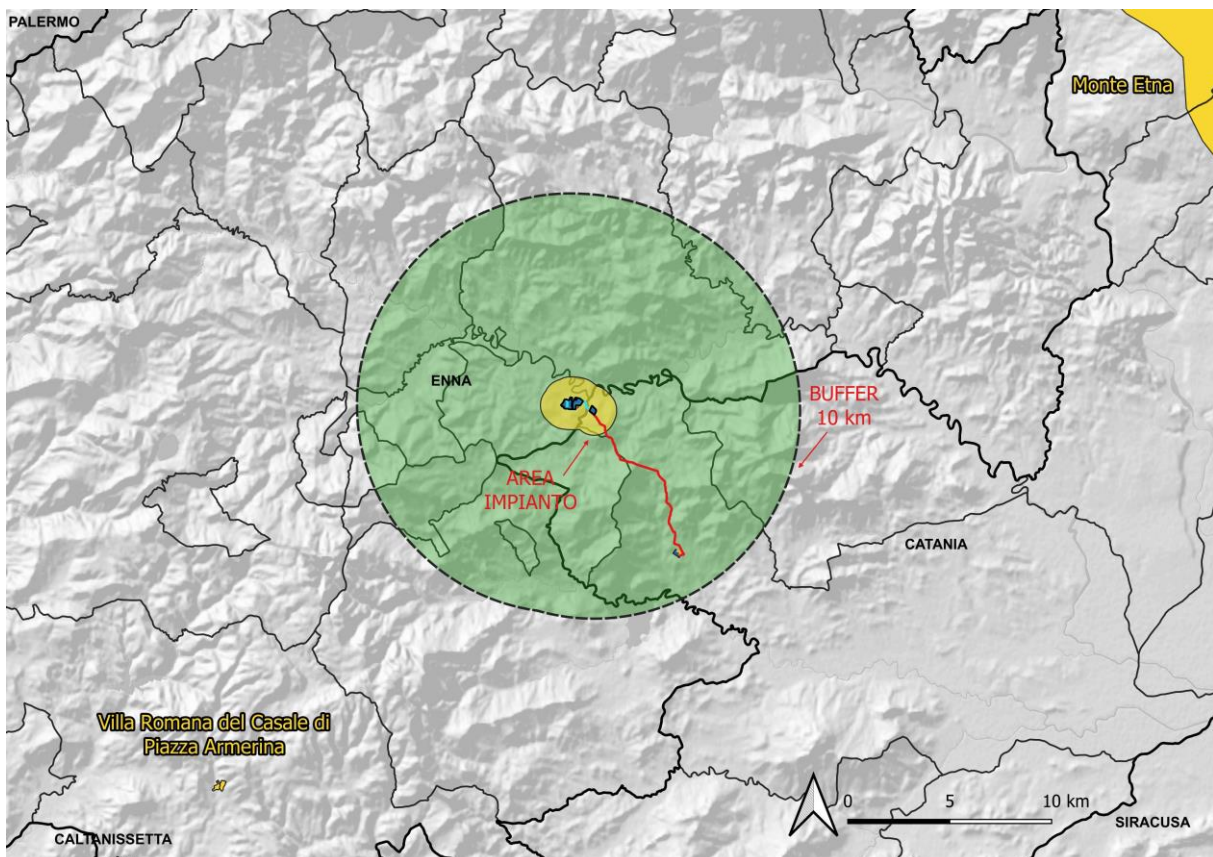 PALERMO
Monte Etna
ENNA
BUFFER
10 km
AREA
IMPIANTO
CATANIA
Villa Romana del Casale di
Piazza Armerina
0 5 10 km
SIRACUSA
CALTANISSETTA